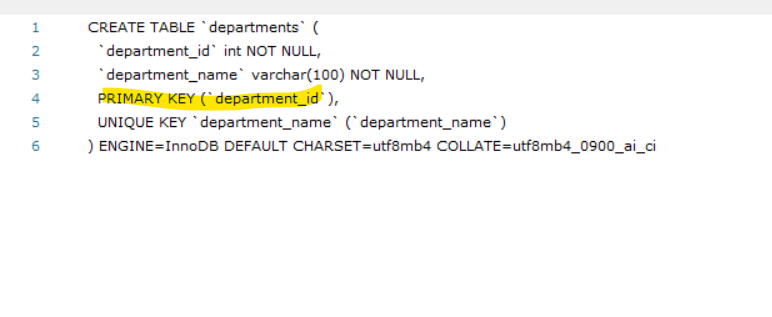 1 CREATE TABLE `departments` (
2 `department_id` int NOT NULL,
3 `department_name` varchar(100) NOT NULL,
4 PRIMARY KEY (`department_id`),
5 UNIQUE KEY `department_name` (`department_name`)
6 ) ENGINE=InnoDB DEFAULT CHARSET=utf8mb4 COLLATE=utf8mb4_0900_ai_ci